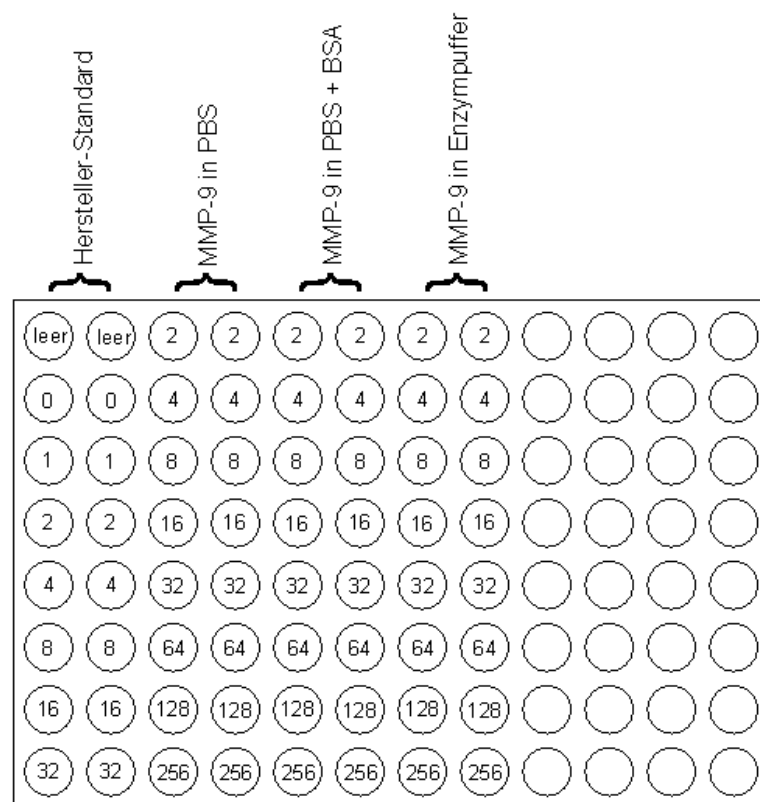 Hersteller-Standard
MMP-9 in PBS
MMP-9 in PBS + BSA
MMP-9 in Enzympuffer
leer leer 2 2 2 2 2 2
0 0 4 4 4 4 4 4
1 1 8 8 8 8 8 8
2 2 16 16 16 16 16 16
4 4 32 32 32 32 32 32
8 8 64 64 64 64 64 64
16 16 128 128 128 128 128 128
32 32 256 256 256 256 256 256